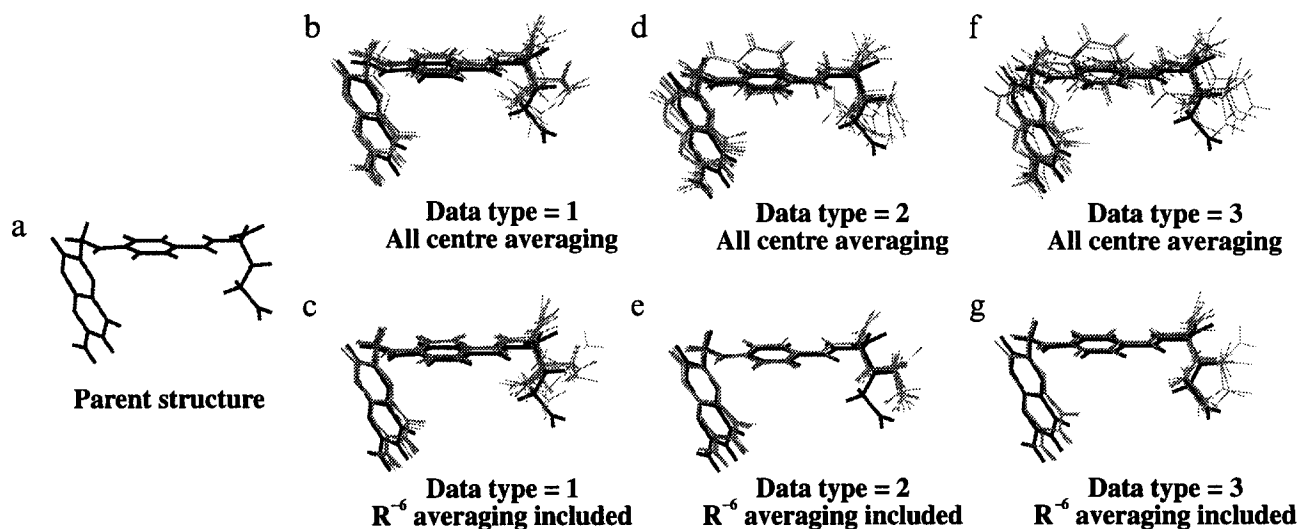 a
Parent structure
b
Data type = 1
All centre averaging
c
Data type = 1
R⁻⁶ averaging included
d
Data type = 2
All centre averaging
e
Data type = 2
R⁻⁶ averaging included
f
Data type = 3
All centre averaging
g
Data type = 3
R⁻⁶ averaging included